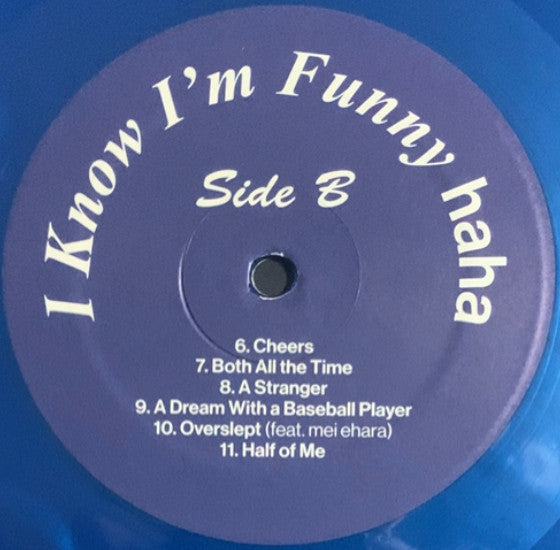 I Know I'm Funny haha
Side B
6. Cheers
7. Both All the Time
8. A Stranger
9. A Dream With a Baseball Player
10. Overslept (feat. mei ehara)
11. Half of Me